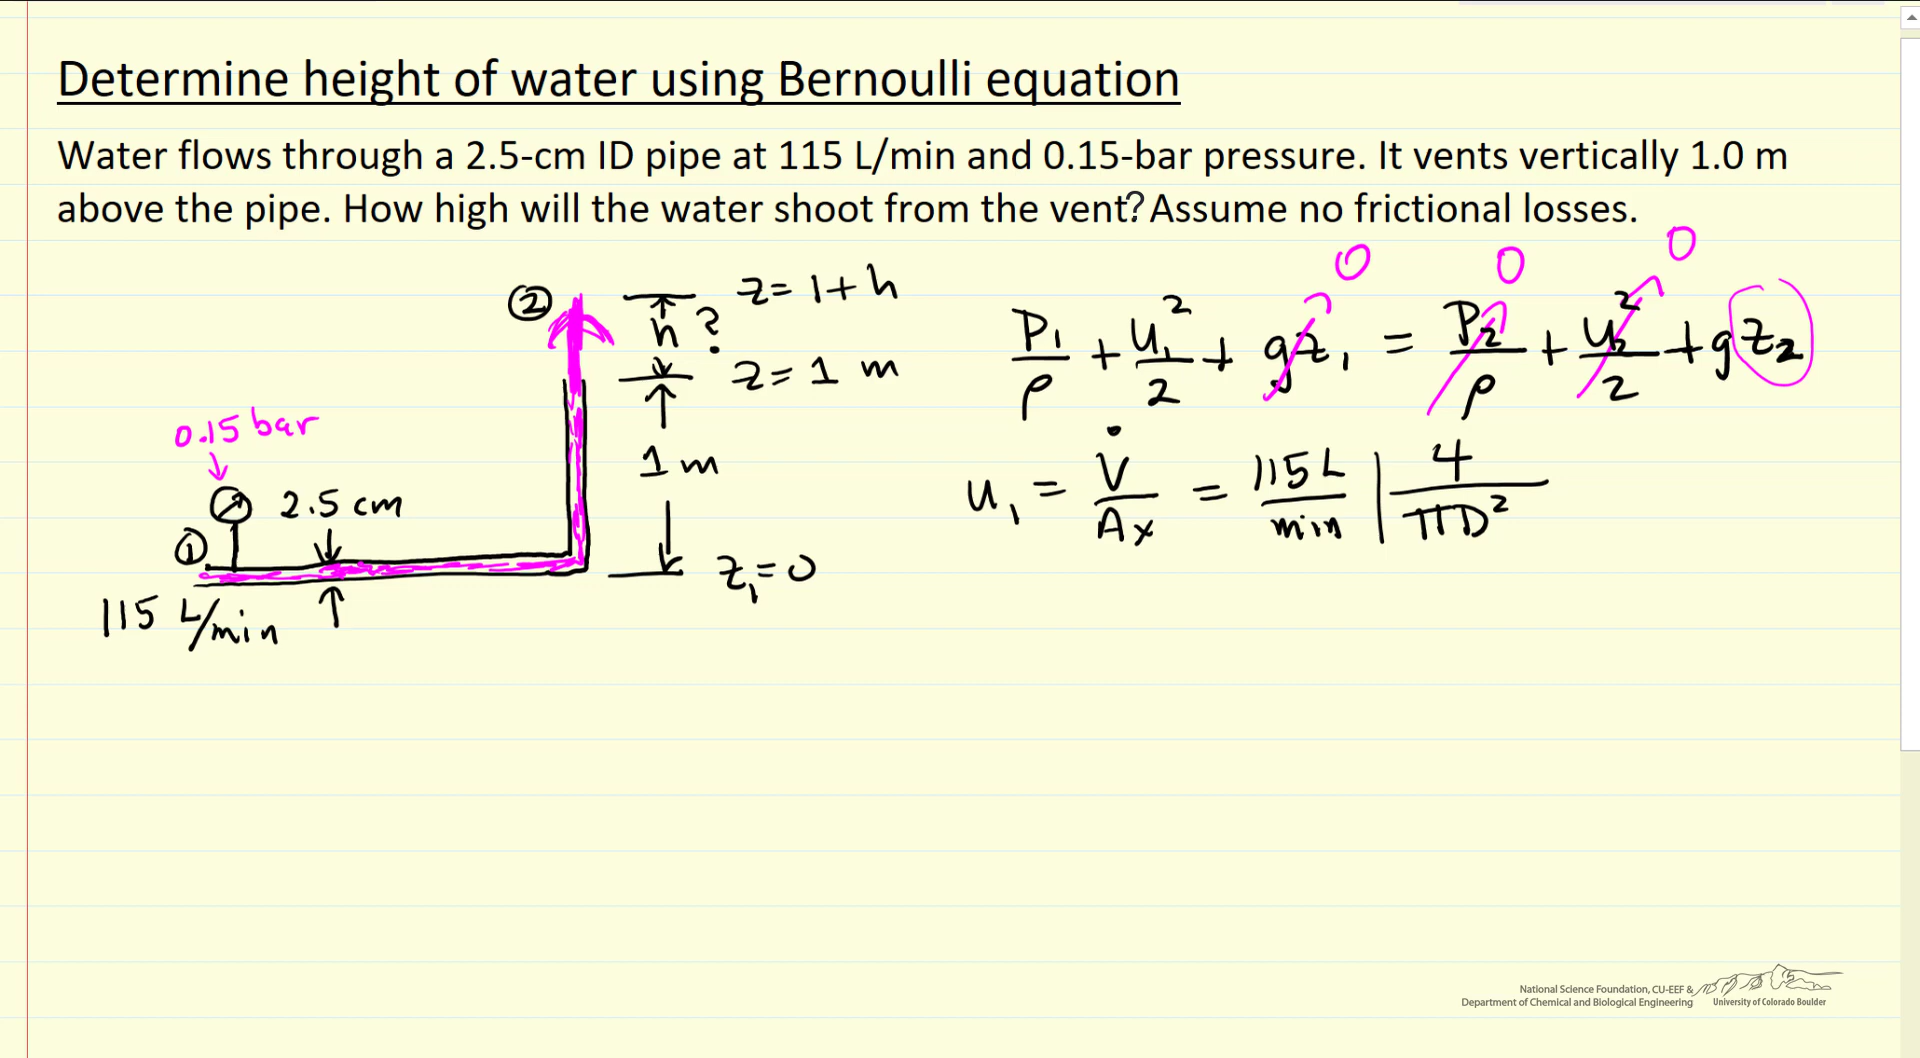 Determine height of water using Bernoulli equation
Water flows through a 2.5-cm ID pipe at 115 L/min and 0.15-bar pressure. It vents vertically 1.0 m
above the pipe. How high will the water shoot from the vent? Assume no frictional losses.
0 0 0
② h ? z = 1 + h
z = 1 m
P₁/ρ + u₁²/2 + gz₁ = P₂/ρ + u₂²/2 + gz₂
0.15 bar
1 m
u₁ = V̇/Aₓ = 115 L/min | 4/πD²
2.5 cm
①
z₁ = 0
115 L/min
National Science Foundation, CU-EEF &
Department of Chemical and Biological Engineering
University of Colorado Boulder